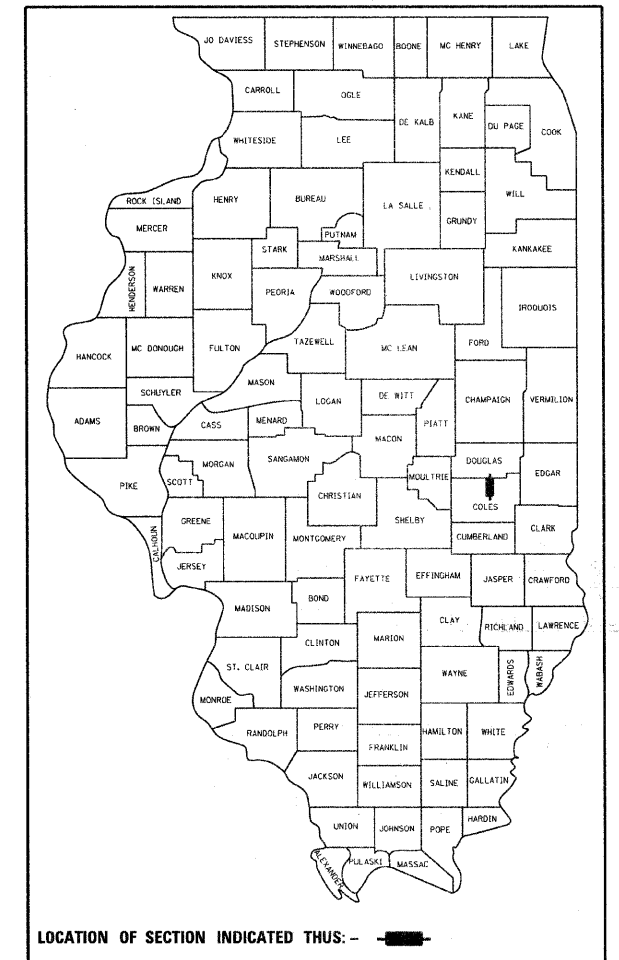 JO DAVIESS STEPHENSON WINNEBAGO BOONE MC HENRY LAKE
CARROLL OGLE DE KALB KANE DU PAGE COOK
WHITESIDE LEE
KENDALL WILL
ROCK ISLAND HENRY BUREAU LA SALLE GRUNDY
MERCER PUTNAM
STARK MARSHALL KANKAKEE
HENDERSON WARREN KNOX PEORIA WOODFORD LIVINGSTON IROQUOIS
HANCOCK MC DONOUGH FULTON TAZEWELL MC LEAN FORD
MASON
SCHUYLER LOGAN DE WITT CHAMPAIGN VERMILION
ADAMS BROWN CASS MENARD PIATT
MACON
MORGAN SANGAMON DOUGLAS
PIKE SCOTT CHRISTIAN MOULTRIE EDGAR
COLES
GREENE MACOUPIN MONTGOMERY SHELBY CLARK
CALHOUN CUMBERLAND
JERSEY FAYETTE EFFINGHAM JASPER CRAWFORD
MADISON BOND
CLAY RICHLAND LAWRENCE
CLINTON MARION
ST. CLAIR WAYNE EDWARDS WABASH
WASHINGTON JEFFERSON
MONROE
RANDOLPH PERRY HAMILTON WHITE
FRANKLIN
JACKSON WILLIAMSON SALINE GALLATIN
UNION JOHNSON POPE HARDIN
ALEXANDER PULASKI MASSAC
LOCATION OF SECTION INDICATED THUS: -